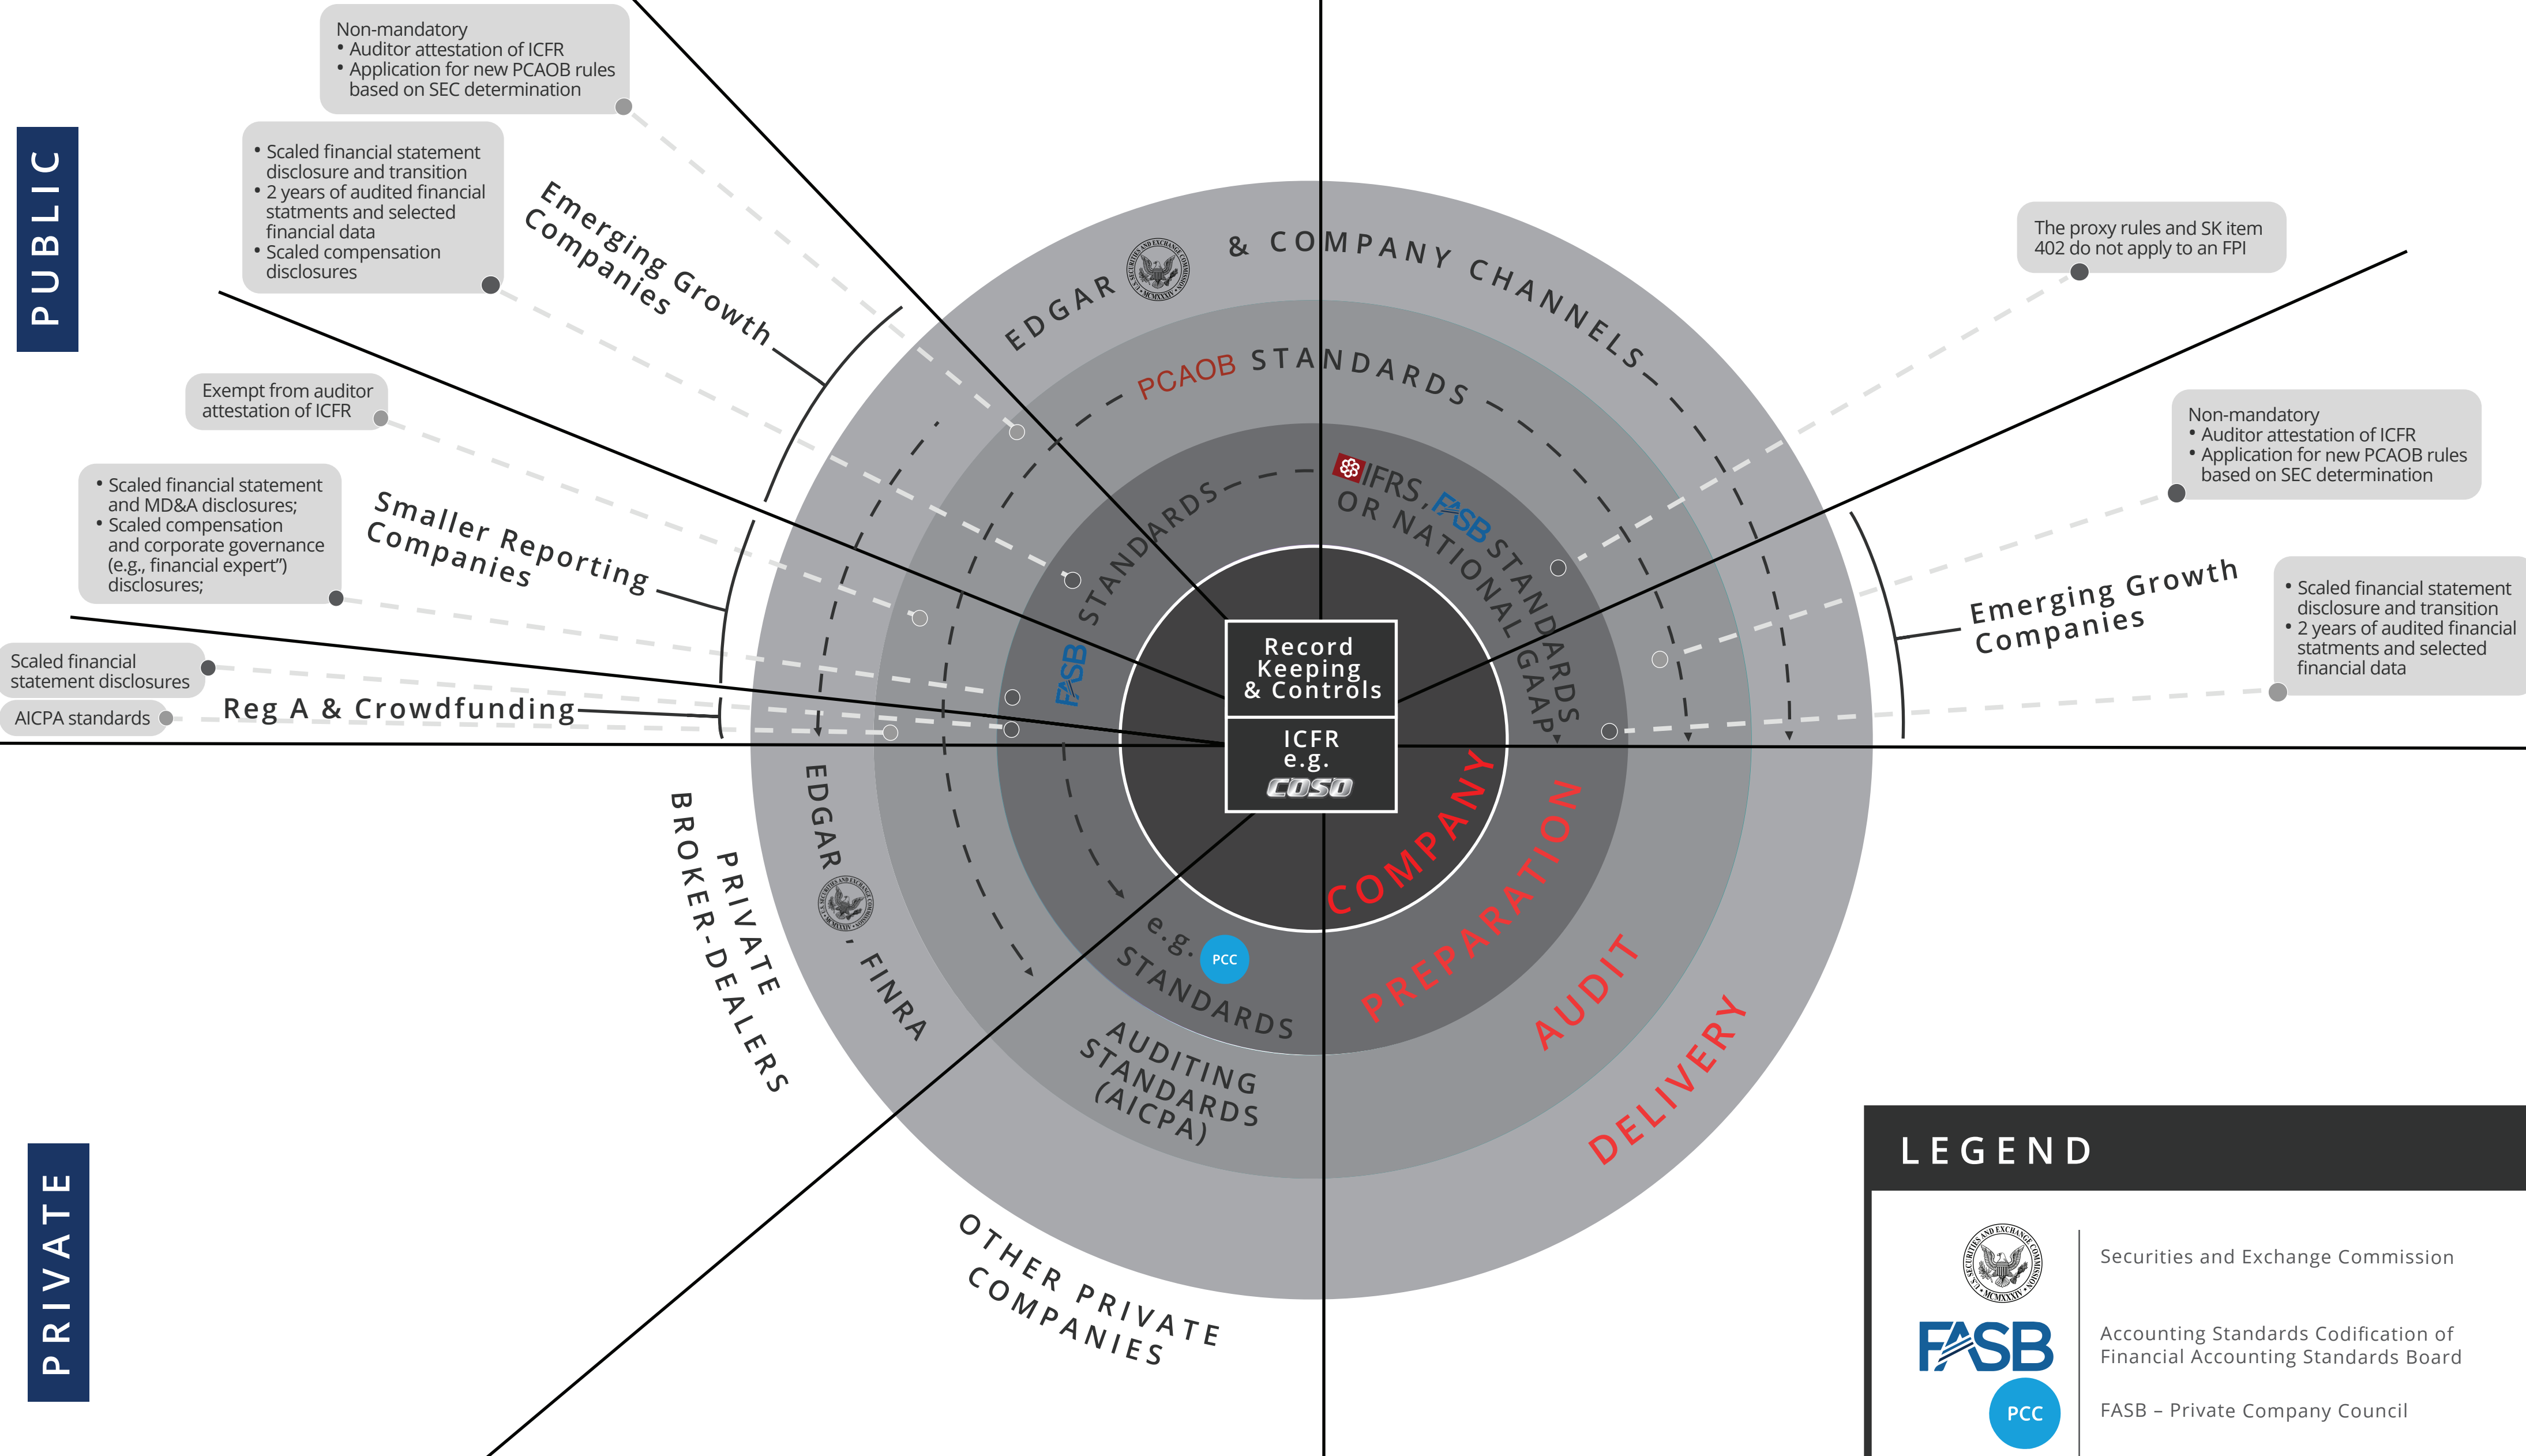 PUBLIC
Non-mandatory
• Auditor attestation of ICFR
• Application for new PCAOB rules
based on SEC determination
• Scaled financial statement
disclosure and transition
• 2 years of audited financial
statments and selected
financial data
• Scaled compensation
disclosures
Emerging Growth
Companies
Exempt from auditor
attestation of ICFR
• Scaled financial statement
and MD&A disclosures;
• Scaled compensation
and corporate governance
(e.g., financial expert”)
disclosures;
Smaller Reporting
Companies
Scaled financial
statement disclosures
AICPA standards
Reg A & Crowdfunding
EDGAR & COMPANY CHANNELS
PCAOB STANDARDS
FASB STANDARDS
IFRS, FASB STANDARDS
OR NATIONAL GAAP
Record
Keeping
& Controls
ICFR
e.g.
COSO
The proxy rules and SK item
402 do not apply to an FPI
Non-mandatory
• Auditor attestation of ICFR
• Application for new PCAOB rules
based on SEC determination
Emerging Growth
Companies
• Scaled financial statement
disclosure and transition
• 2 years of audited financial
statments and selected
financial data
PRIVATE
PRIVATE
BROKER-DEALERS
EDGAR , FINRA
e.g. PCC
STANDARDS
AUDITING
STANDARDS
(AICPA)
OTHER PRIVATE
COMPANIES
COMPANY
PREPARATION
AUDIT
DELIVERY
LEGEND
U.S. SECURITIES AND EXCHANGE COMMISSION
MCMXXXIV
Securities and Exchange Commission
FASB
Accounting Standards Codification of
Financial Accounting Standards Board
PCC
FASB – Private Company Council